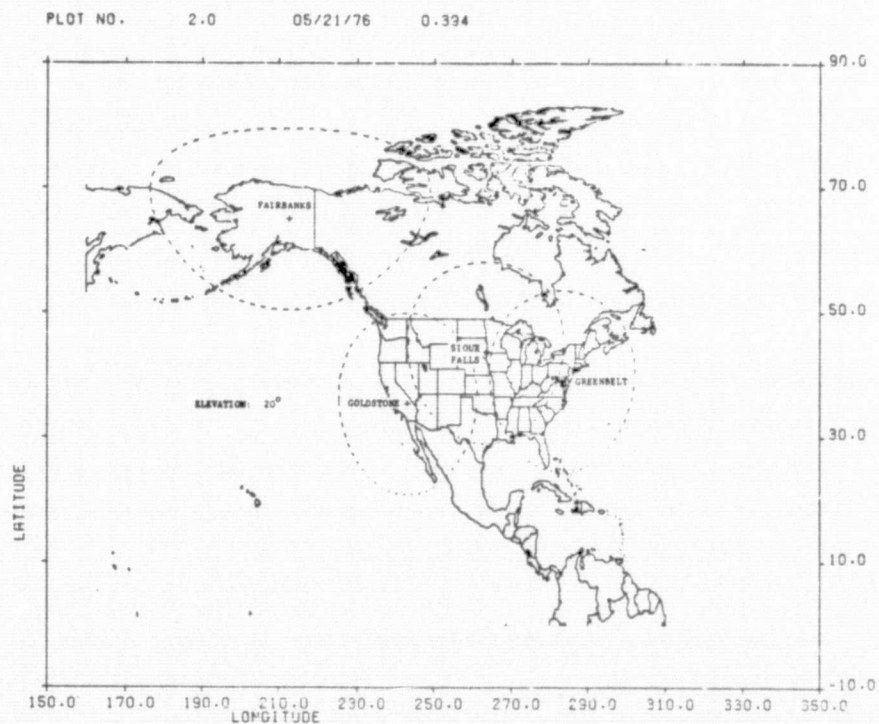 PLOT NO. 2.0 05/21/76 0.394
90.0
70.0
FAIRBANKS
50.0
SIOUX
FALLS
GREENBELT
ELEVATION: 20°
GOLDSTONE
30.0
LATITUDE
10.0
-10.0
150.0 170.0 190.0 210.0 230.0 250.0 270.0 290.0 310.0 330.0 350.0
LONGITUDE